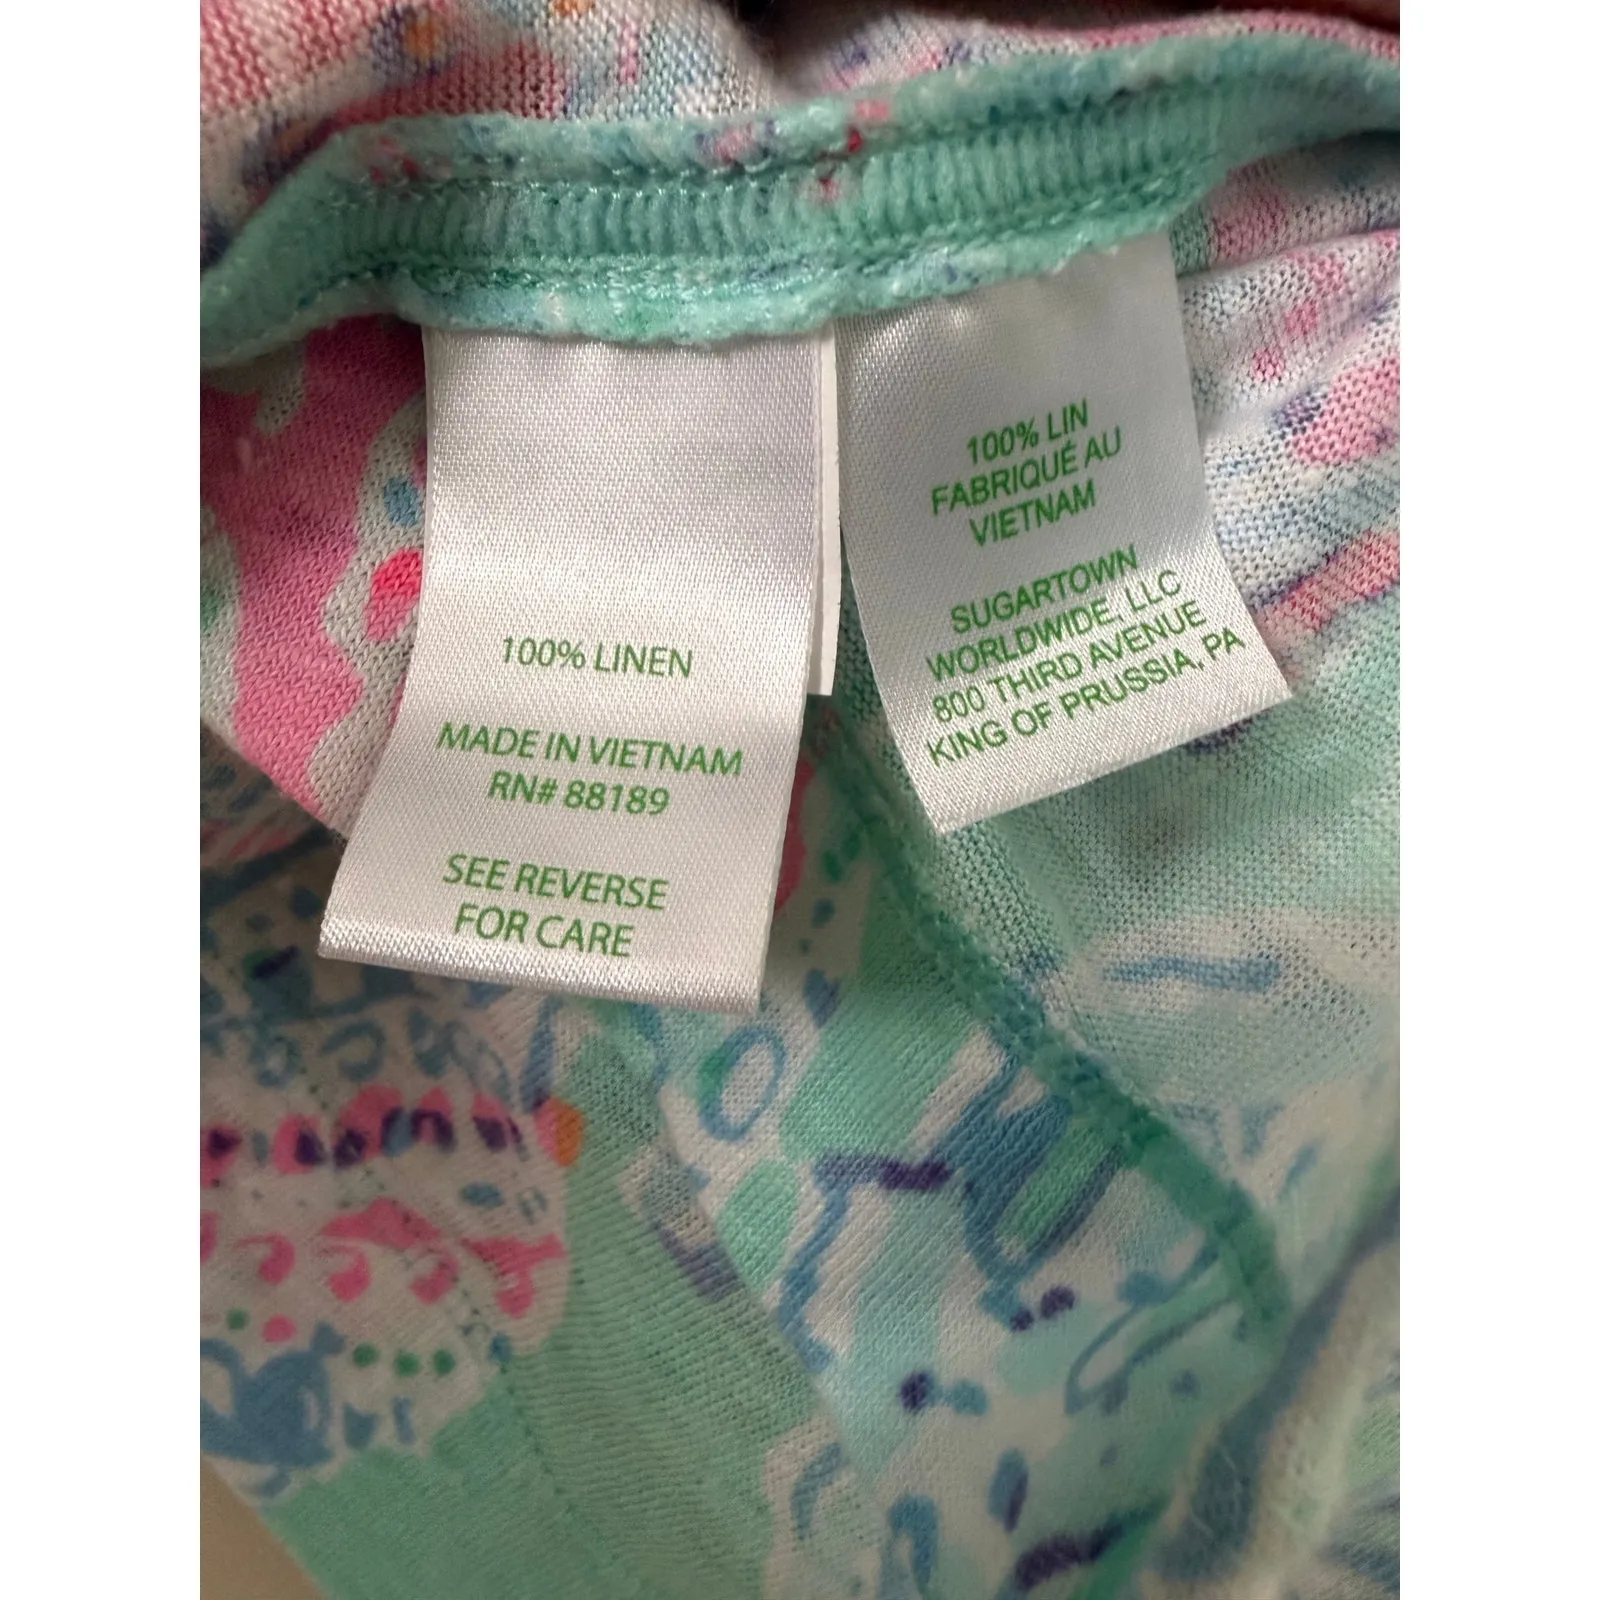 100% LINEN
MADE IN VIETNAM
RN# 88189
SEE REVERSE
FOR CARE
100% LIN
FABRIQUÉ AU
VIETNAM
SUGARTOWN
WORLDWIDE, LLC
800 THIRD AVENUE
KING OF PRUSSIA, PA